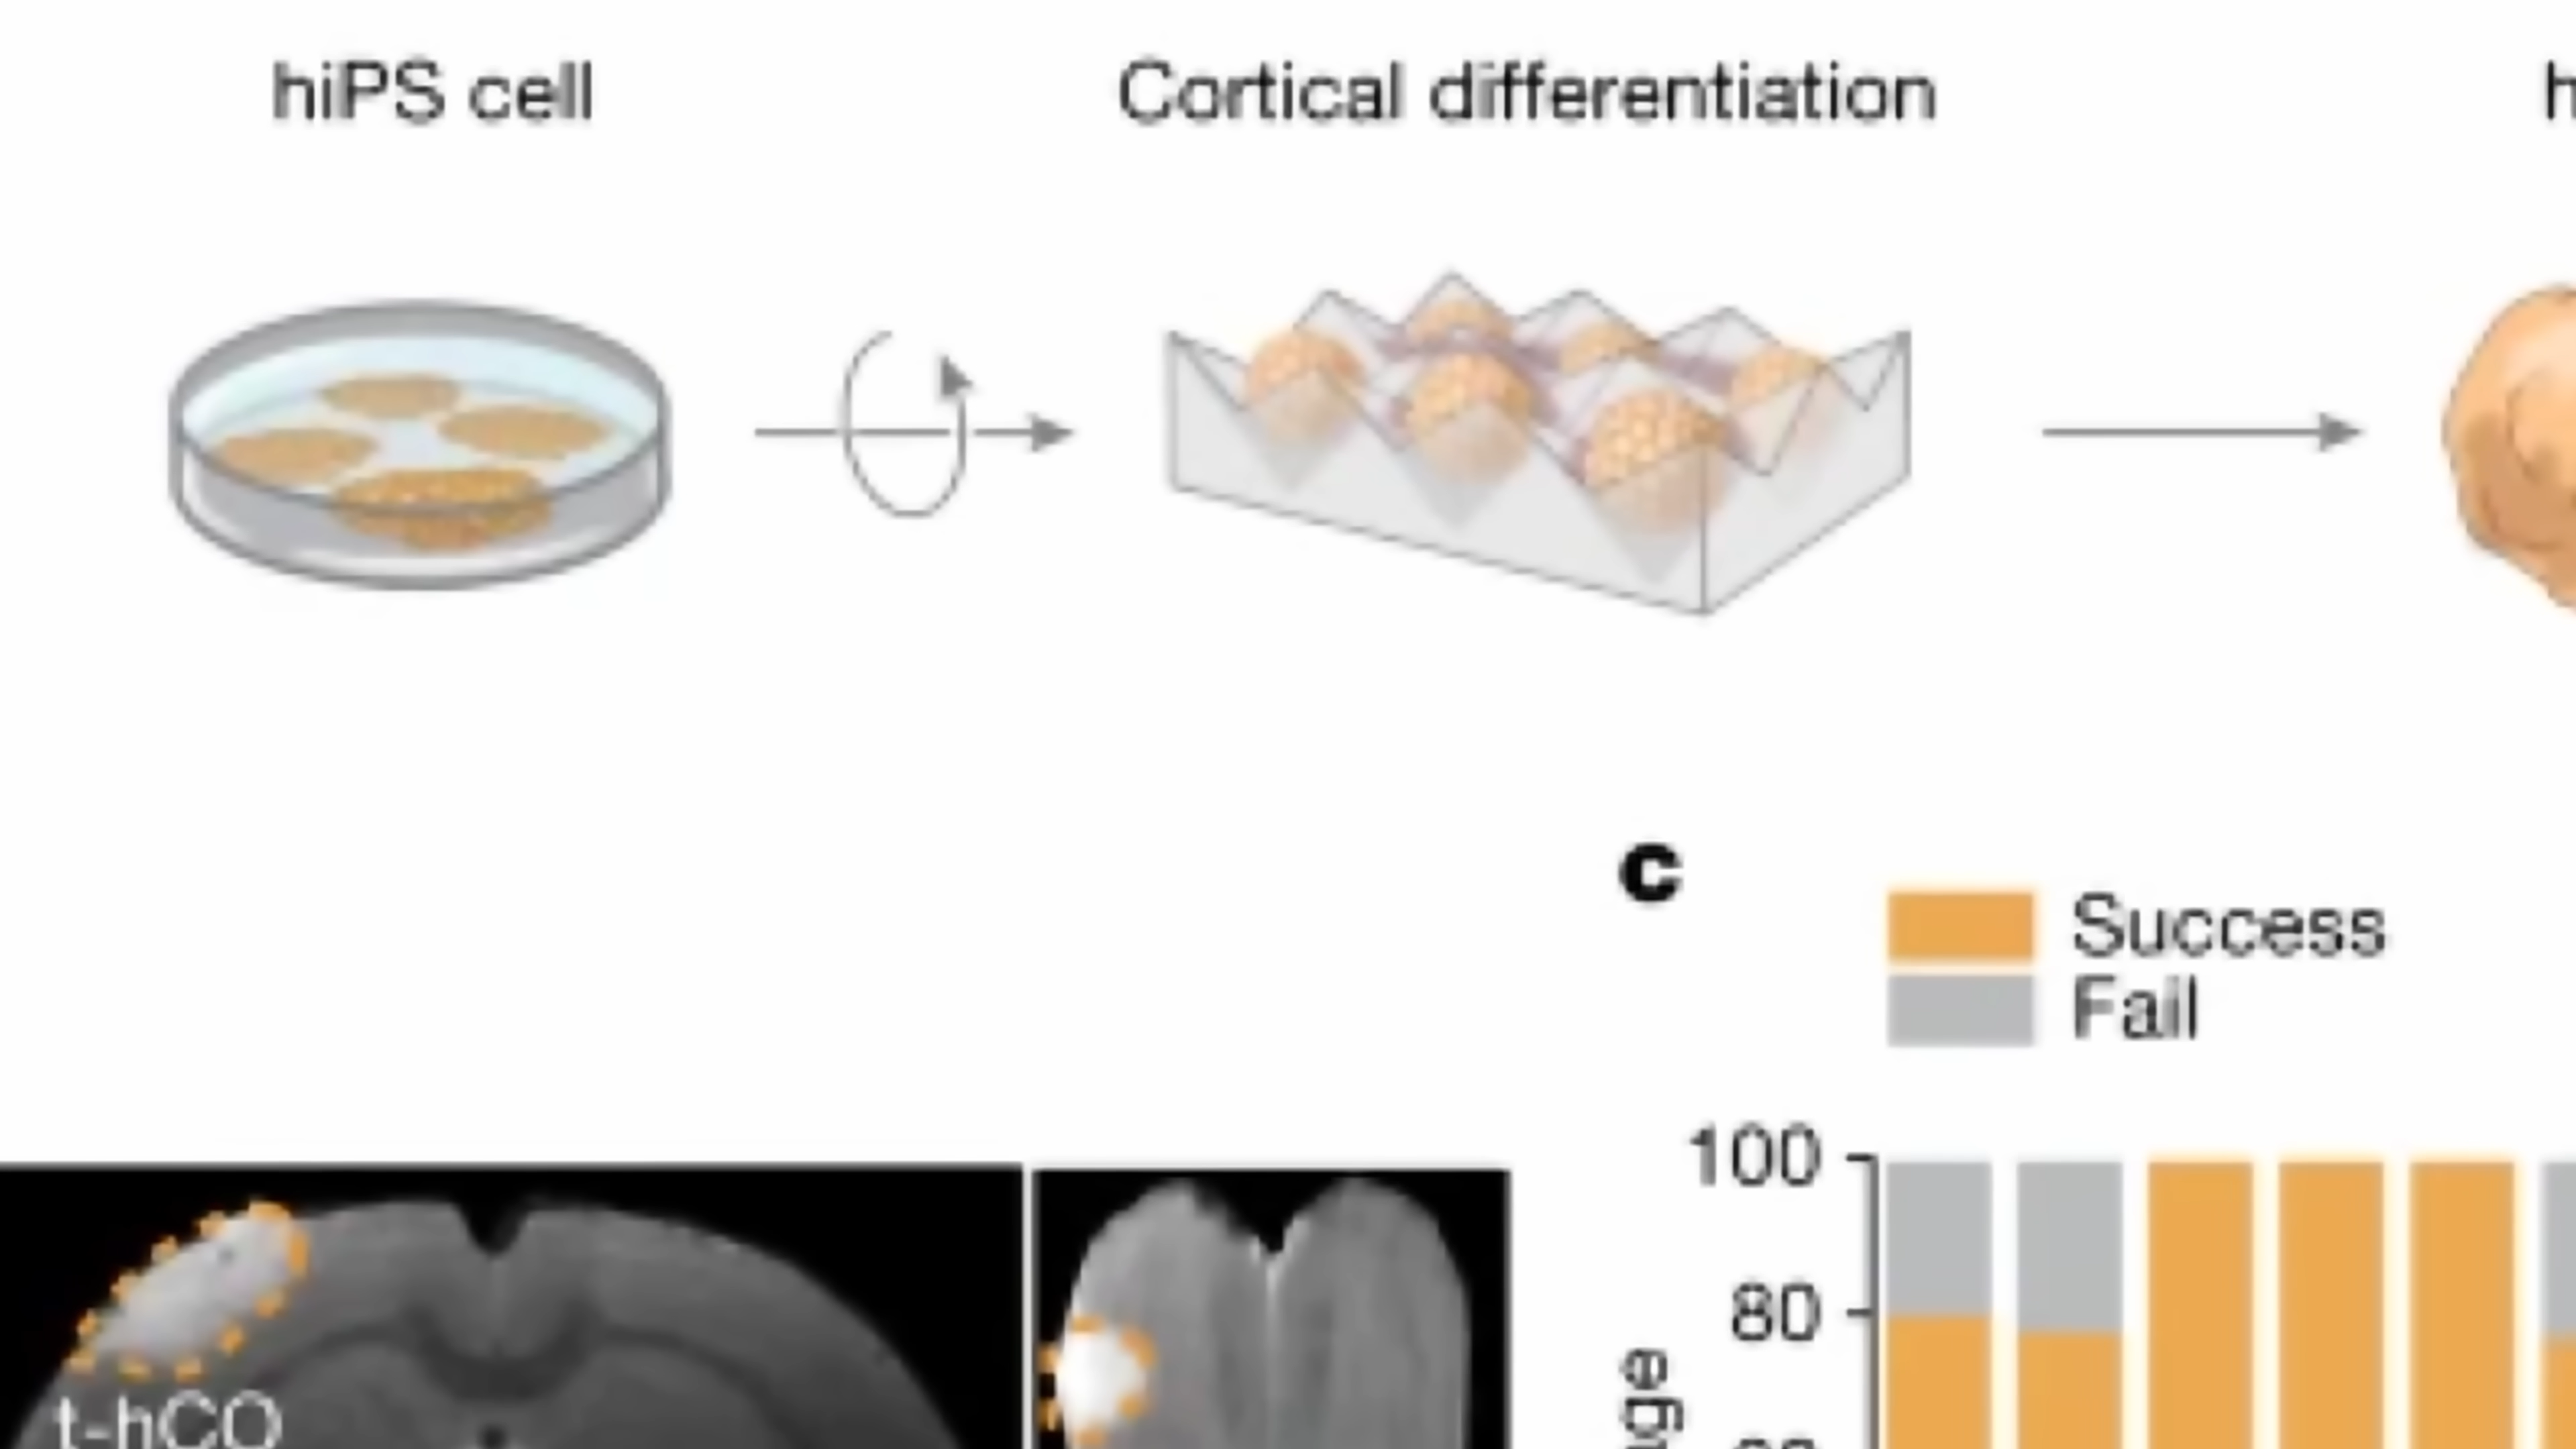 hiPS cell
Cortical differentiation
h
c
Success
Fail
100
80
t-hCO